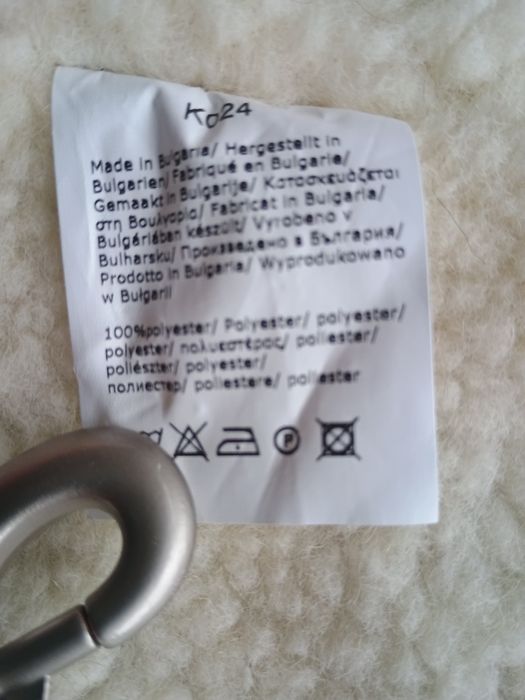 KD24
Made in Bulgaria/ Hergestellt in
Bulgarien/ Fabriqué en Bulgarie/
Gemaakt in Bulgarije/ Κατασκευάζεται
στη Βουλγαρία/ Fabricat in Bulgaria/
Bulgáriában készült/ Vyrobeno v
Bulharsku/ Произведено в България/
Prodotto in Bulgaria/ Wyprodukowano
w Bułgarii
100%polyester/ Polyester/ polyester/
polyester/ πολυεστέρας/ poliester/
poliészter/ polyester/
полиестер/ poliestere/ poliester
P